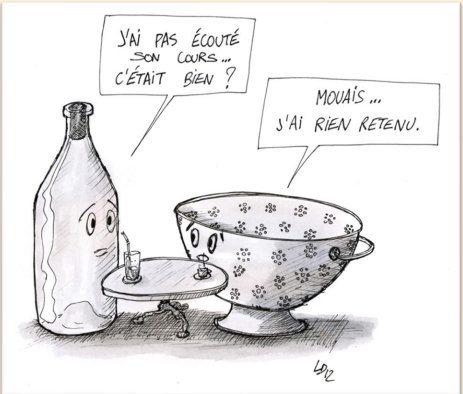 J'AI PAS ÉCOUTÉ
SON COURS...
C'ÉTAIT BIEN ?
MOUAIS...
J'AI RIEN RETENU.